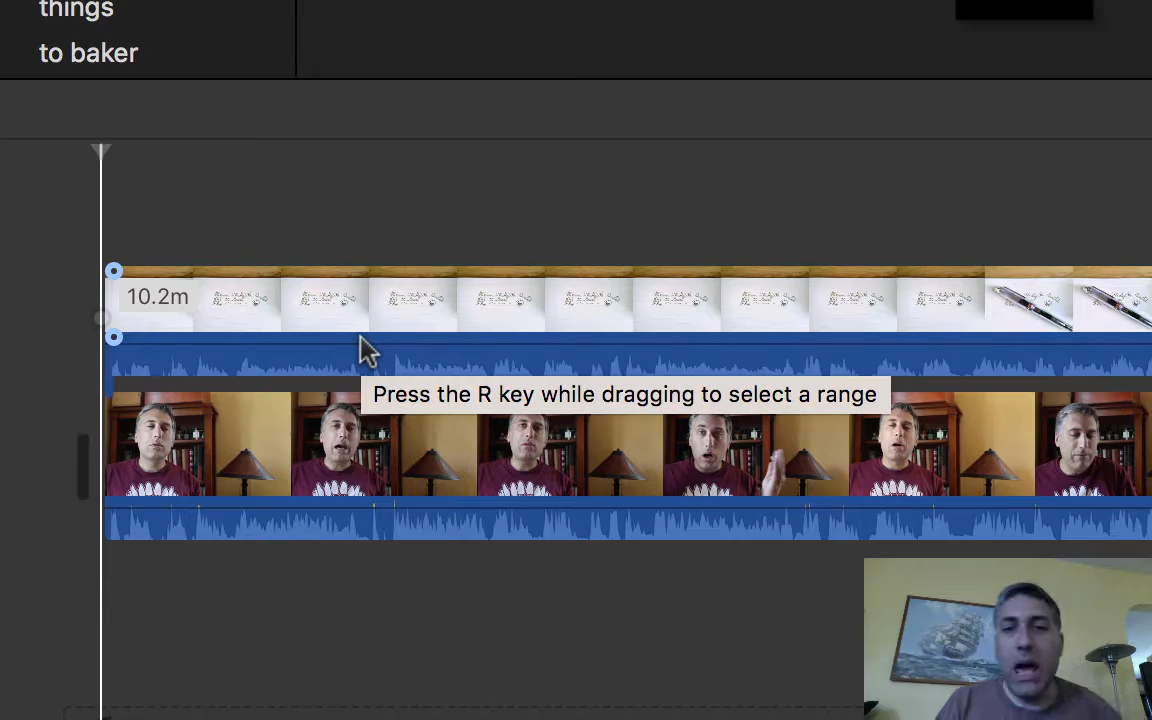 things
to baker
10.2m
Press the R key while dragging to select a range